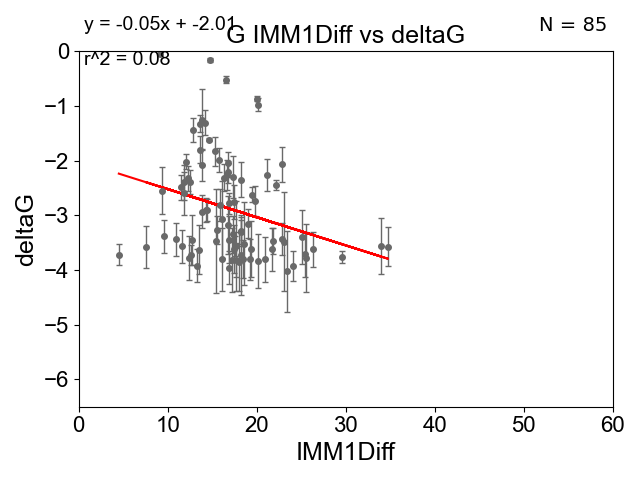 y = -0.05x + -2.01
N = 85
G IMM1Diff vs deltaG
r^2 = 0.08
0
−1
−2
−3
−4
−5
−6
deltaG
0 10 20 30 40 50 60
IMM1Diff